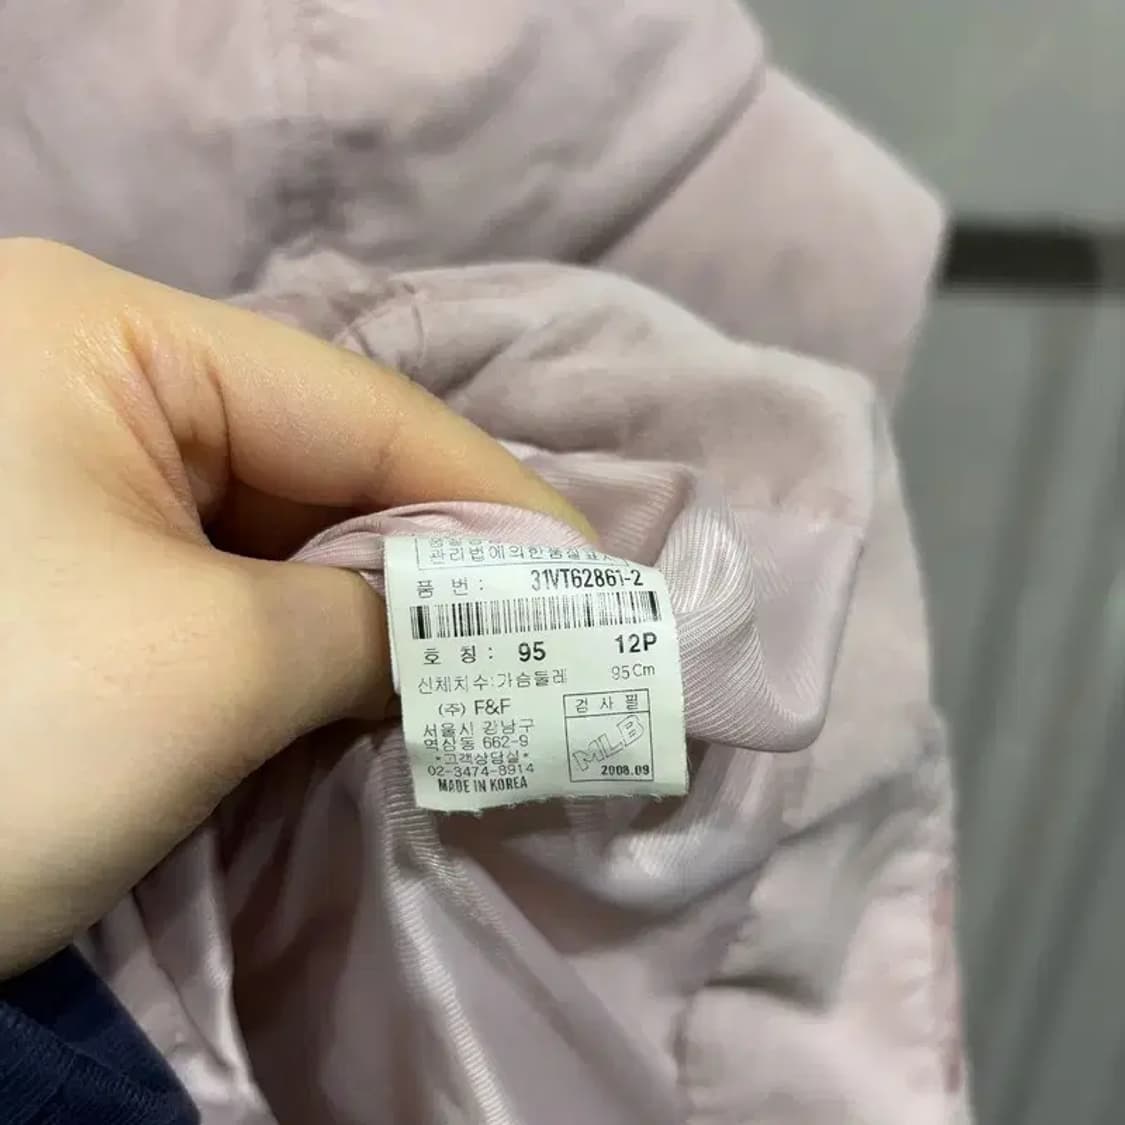 관리법에의한품질표시
품 번 : 31VT62861-2
호 칭 : 95 12P
신체치수:가슴둘레 95Cm
(주) F&F
서울시 강남구
역삼동 662-9
*고객상담실*
02-3474-8914
MADE IN KOREA
검 사 필
MLB
2008.09